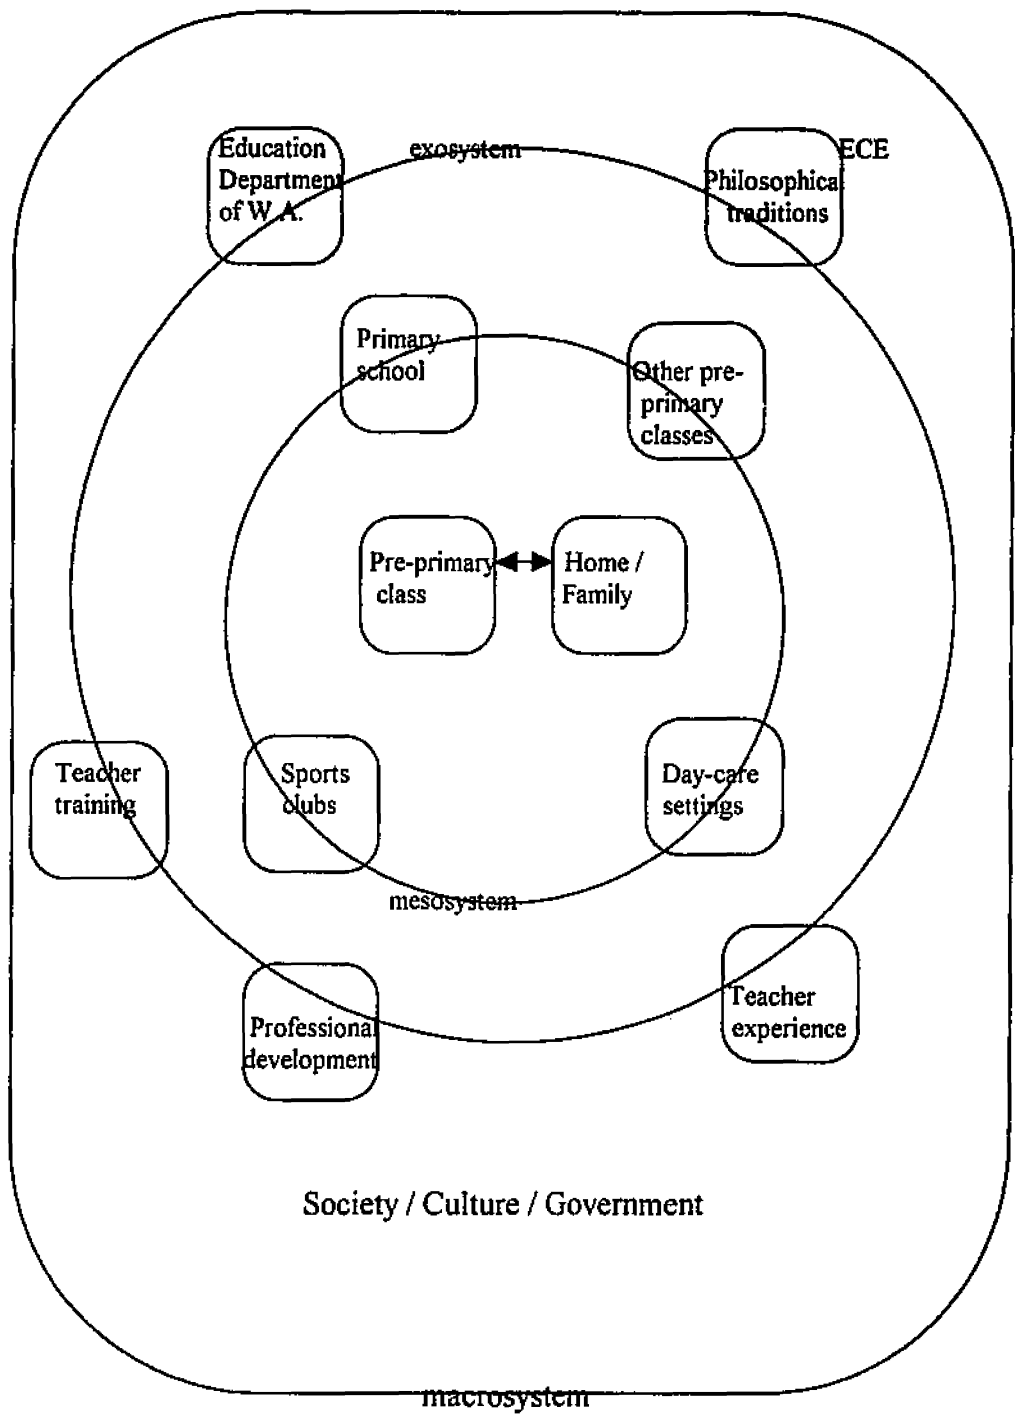 Education
Department
of W.A.
exosystem
ECE
Philosophical
traditions
Primary
school
Other pre-
primary
classes
Pre-primary
class
Home /
Family
Teacher
training
Sports
clubs
Day-care
settings
mesosystem
Professional
development
Teacher
experience
Society / Culture / Government
macrosystem